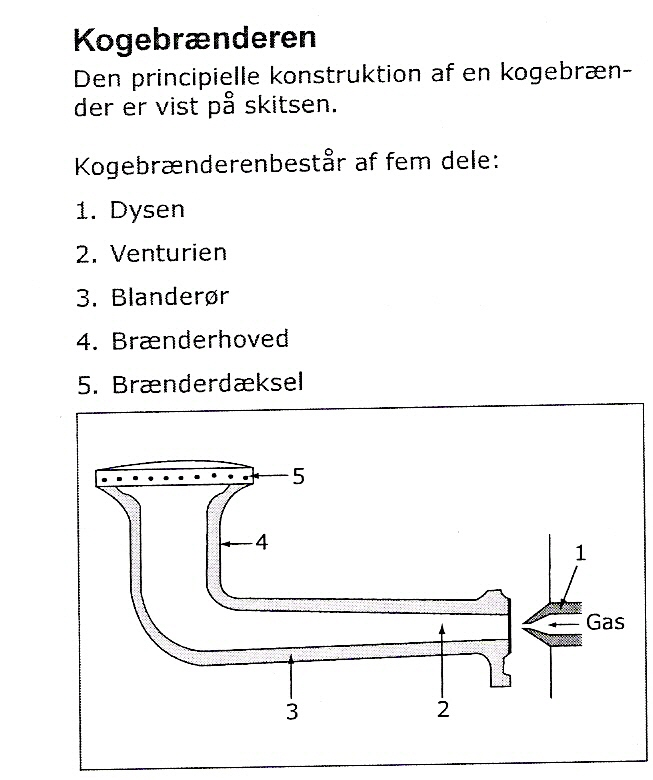 Kogebrænderen
Den principielle konstruktion af en kogebræn-
der er vist på skitsen.
Kogebrænderenbestår af fem dele:
1. Dysen
2. Venturien
3. Blanderør
4. Brænderhoved
5. Brænderdæksel
5
4
1
Gas
3
2